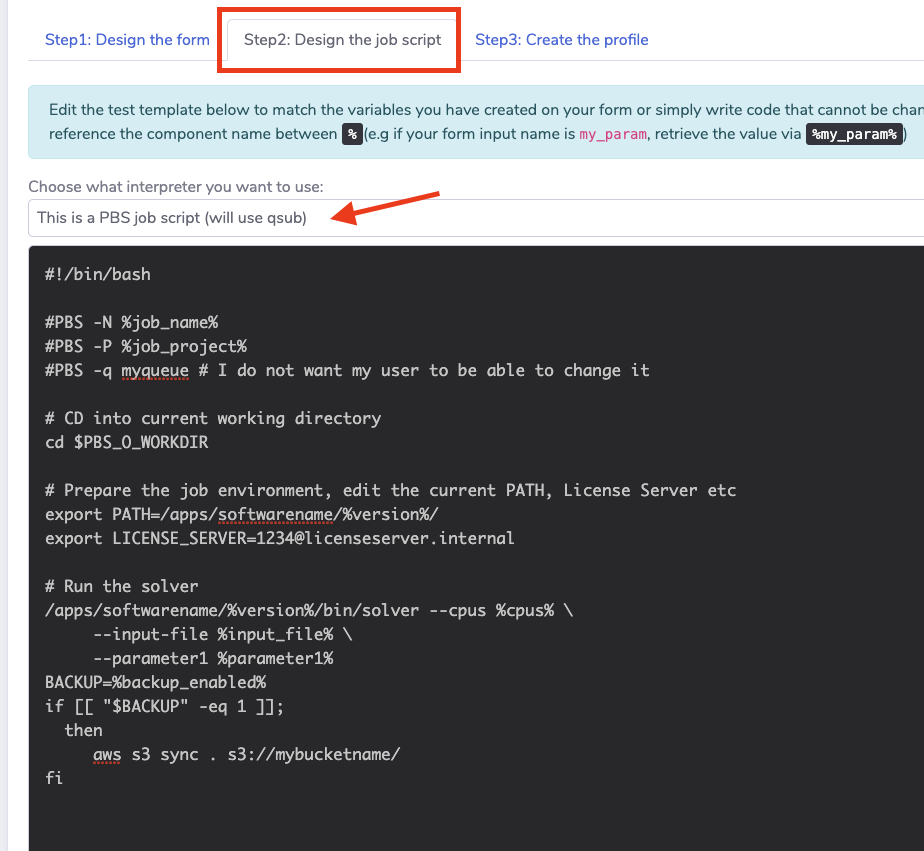 Step1: Design the form
Step2: Design the job script
Step3: Create the profile
Edit the test template below to match the variables you have created on your form or simply write code that cannot be
reference the component name between % (e.g if your form input name is my_param, retrieve the value via %my_param%)
Choose what interpreter you want to use:
This is a PBS job script (will use qsub)
#!/bin/bash
#PBS -N %job_name%
#PBS -P %job_project%
#PBS -q myqueue # I do not want my user to be able to change it
# CD into current working directory
cd $PBS_O_WORKDIR
# Prepare the job environment, edit the current PATH, License Server etc
export PATH=/apps/softwarename/%version%/
export LICENSE_SERVER=1234@licenseserver.internal
# Run the solver
/apps/softwarename/%version%/bin/solver --cpus %cpus% \
--input-file %input_file% \
--parameter1 %parameter1%
BACKUP=%backup_enabled%
if [[ "$BACKUP" -eq 1 ]];
then
aws s3 sync . s3://mybucketname/
fi